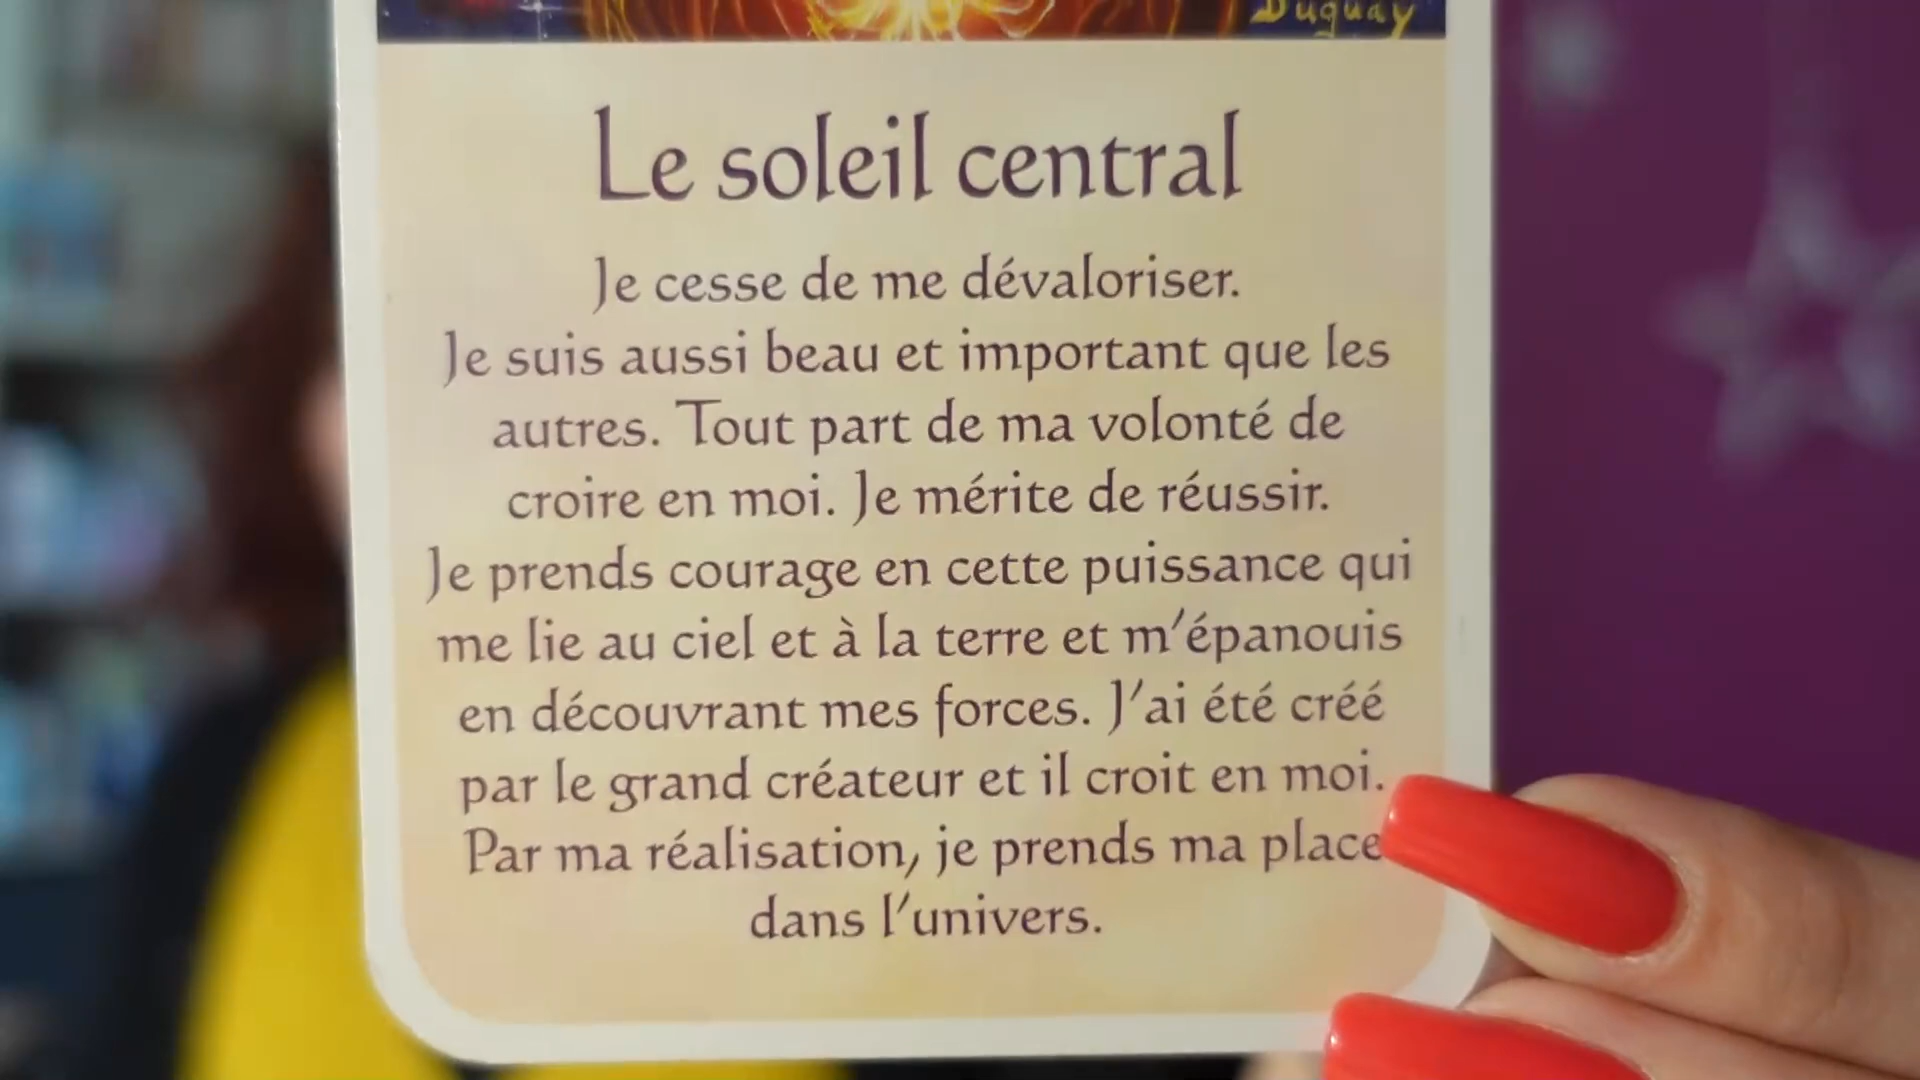 Duguay
Le soleil central
Je cesse de me dévaloriser.
Je suis aussi beau et important que les
autres. Tout part de ma volonté de
croire en moi. Je mérite de réussir.
Je prends courage en cette puissance qui
me lie au ciel et à la terre et m'épanouis
en découvrant mes forces. J'ai été créé
par le grand créateur et il croit en moi.
Par ma réalisation, je prends ma place
dans l'univers.